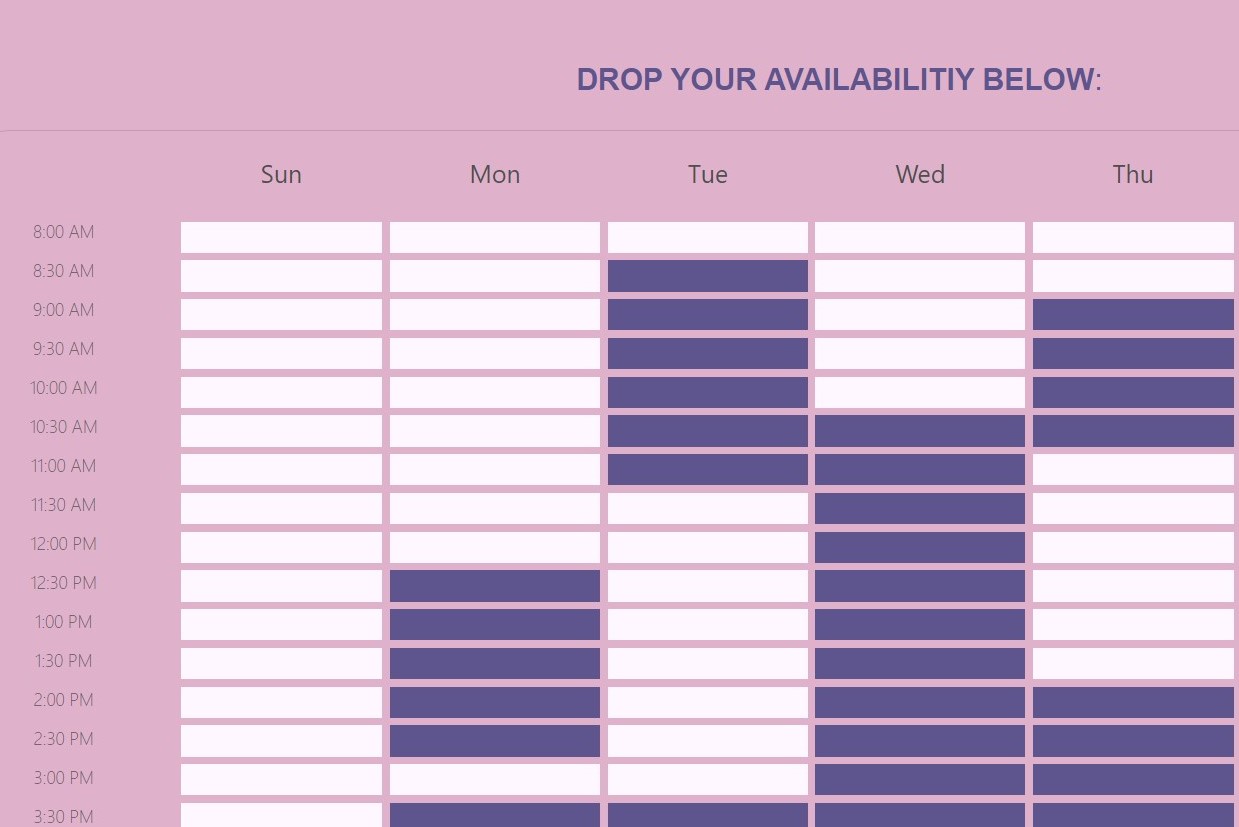 DROP YOUR AVAILABILITIY BELOW:
Sun Mon Tue Wed Thu
8:00 AM
8:30 AM
9:00 AM
9:30 AM
10:00 AM
10:30 AM
11:00 AM
11:30 AM
12:00 PM
12:30 PM
1:00 PM
1:30 PM
2:00 PM
2:30 PM
3:00 PM
3:30 PM